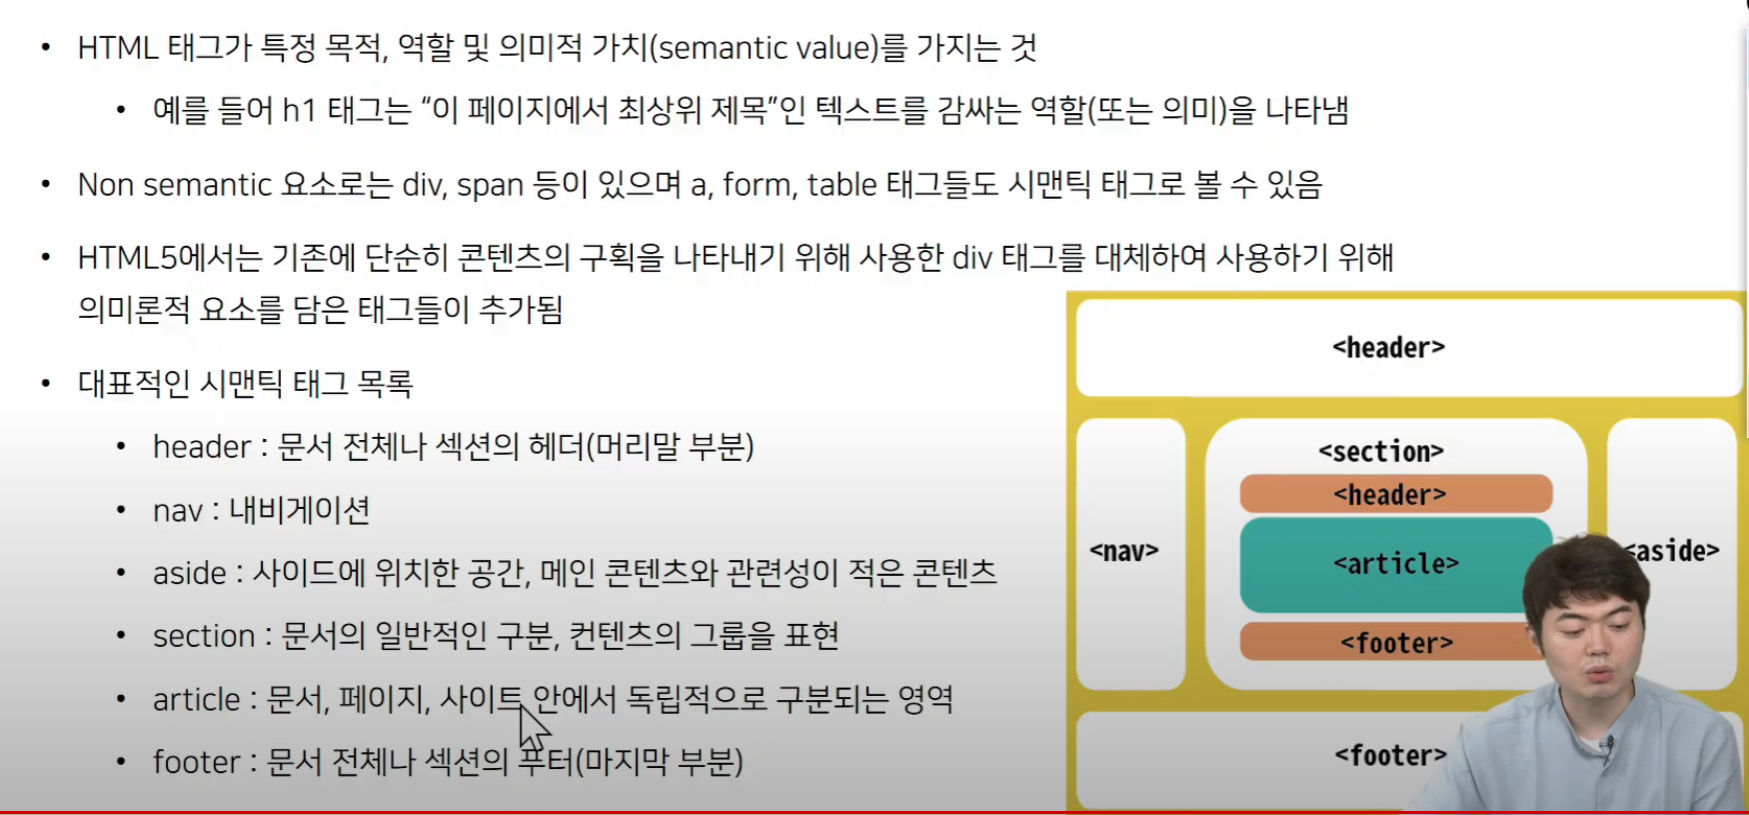 • HTML 태그가 특정 목적, 역할 및 의미적 가치(semantic value)를 가지는 것
• 예를 들어 h1 태그는 “이 페이지에서 최상위 제목”인 텍스트를 감싸는 역할(또는 의미)을 나타냄
• Non semantic 요소로는 div, span 등이 있으며 a, form, table 태그들도 시맨틱 태그로 볼 수 있음
• HTML5에서는 기존에 단순히 콘텐츠의 구획을 나타내기 위해 사용한 div 태그를 대체하여 사용하기 위해
의미론적 요소를 담은 태그들이 추가됨
• 대표적인 시맨틱 태그 목록
• header : 문서 전체나 섹션의 헤더(머리말 부분)
• nav : 내비게이션
• aside : 사이드에 위치한 공간, 메인 콘텐츠와 관련성이 적은 콘텐츠
• section : 문서의 일반적인 구분, 컨텐츠의 그룹을 표현
• article : 문서, 페이지, 사이트 안에서 독립적으로 구분되는 영역
• footer : 문서 전체나 섹션의 푸터(마지막 부분)
<header>
<nav>
<section>
<header>
<article>
<footer>
<aside>
<footer>